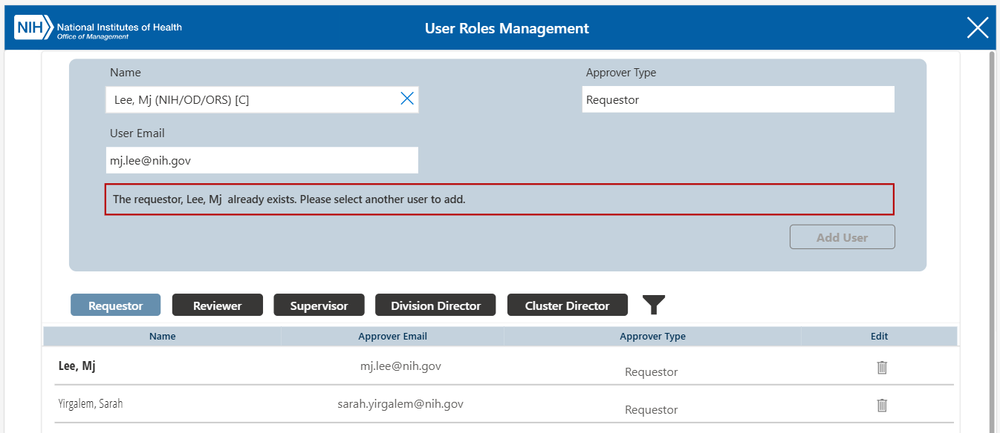 NIH National Institutes of Health
Office of Management
User Roles Management
Name
Approver Type
Lee, Mj (NIH/OD/ORS) [C]
Requestor
User Email
mj.lee@nih.gov
The requestor, Lee, Mj  already exists. Please select another user to add.
Add User
Requestor Reviewer Supervisor Division Director Cluster Director
Name Approver Email Approver Type Edit
Lee, Mj mj.lee@nih.gov Requestor
Yirgalem, Sarah sarah.yirgalem@nih.gov Requestor